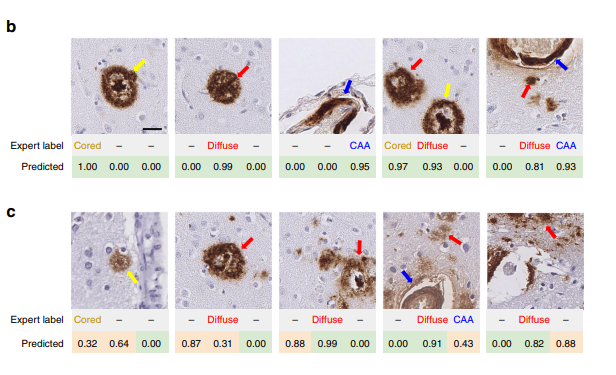 b
Expert label Cored – – – Diffuse – – – CAA Cored Diffuse – – Diffuse CAA
Predicted 1.00 0.00 0.00 0.00 0.99 0.00 0.00 0.00 0.95 0.97 0.93 0.00 0.00 0.81 0.93
c
Expert label Cored – – – Diffuse – – Diffuse – – Diffuse CAA – Diffuse –
Predicted 0.32 0.64 0.00 0.87 0.31 0.00 0.88 0.99 0.00 0.00 0.91 0.43 0.00 0.82 0.88